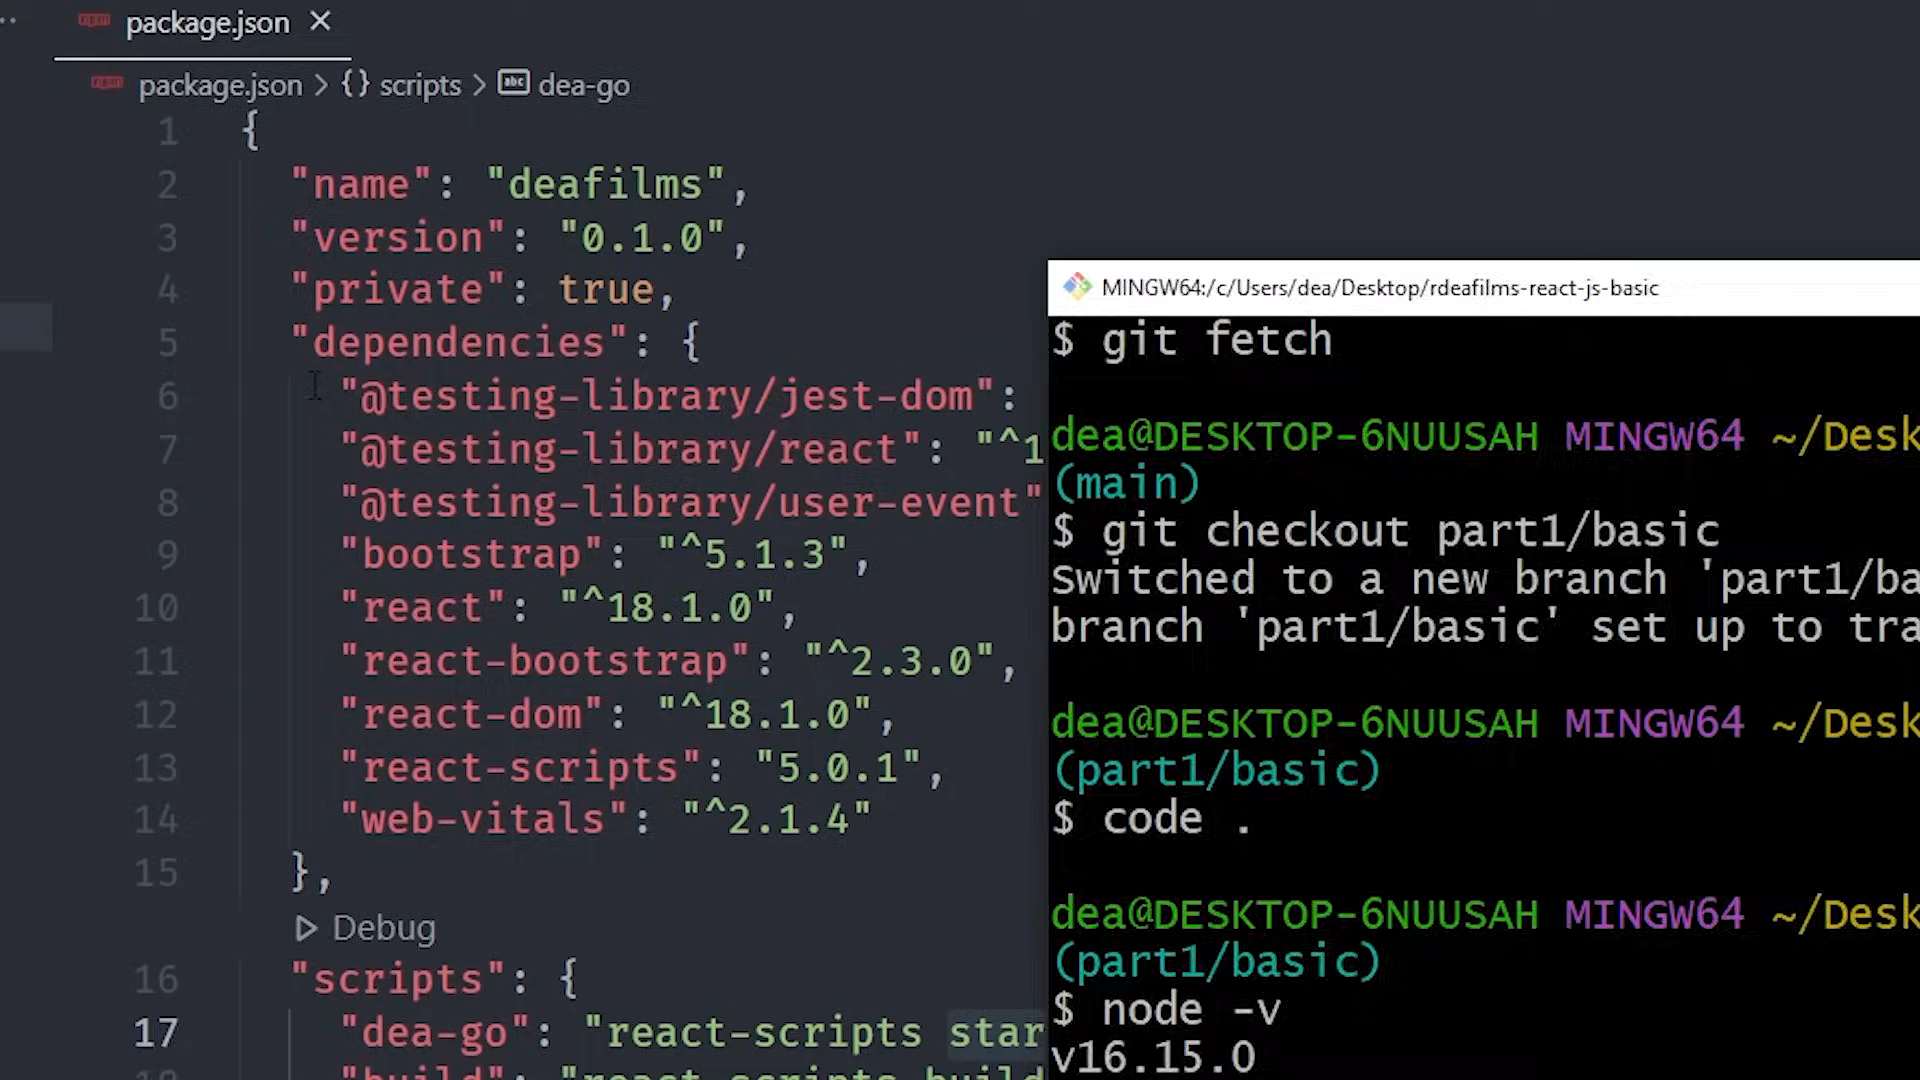 package.json
package.json > {} scripts > abc dea-go
1 {
2 "name": "deafilms",
3 "version": "0.1.0",
4 "private": true,
5 "dependencies": {
6 "@testing-library/jest-dom":
7 "@testing-library/react": "^1
8 "@testing-library/user-event"
9 "bootstrap": "^5.1.3",
10 "react": "^18.1.0",
11 "react-bootstrap": "^2.3.0",
12 "react-dom": "^18.1.0",
13 "react-scripts": "5.0.1",
14 "web-vitals": "^2.1.4"
15 },
Debug
16 "scripts": {
17 "dea-go": "react-scripts star
"build": "react-scripts build
MINGW64:/c/Users/dea/Desktop/rdeafilms-react-js-basic
$ git fetch
dea@DESKTOP-6NUUSAH MINGW64 ~/Desk
(main)
$ git checkout part1/basic
Switched to a new branch 'part1/ba
branch 'part1/basic' set up to tra
dea@DESKTOP-6NUUSAH MINGW64 ~/Desk
(part1/basic)
$ code .
dea@DESKTOP-6NUUSAH MINGW64 ~/Desk
(part1/basic)
$ node -v
v16.15.0